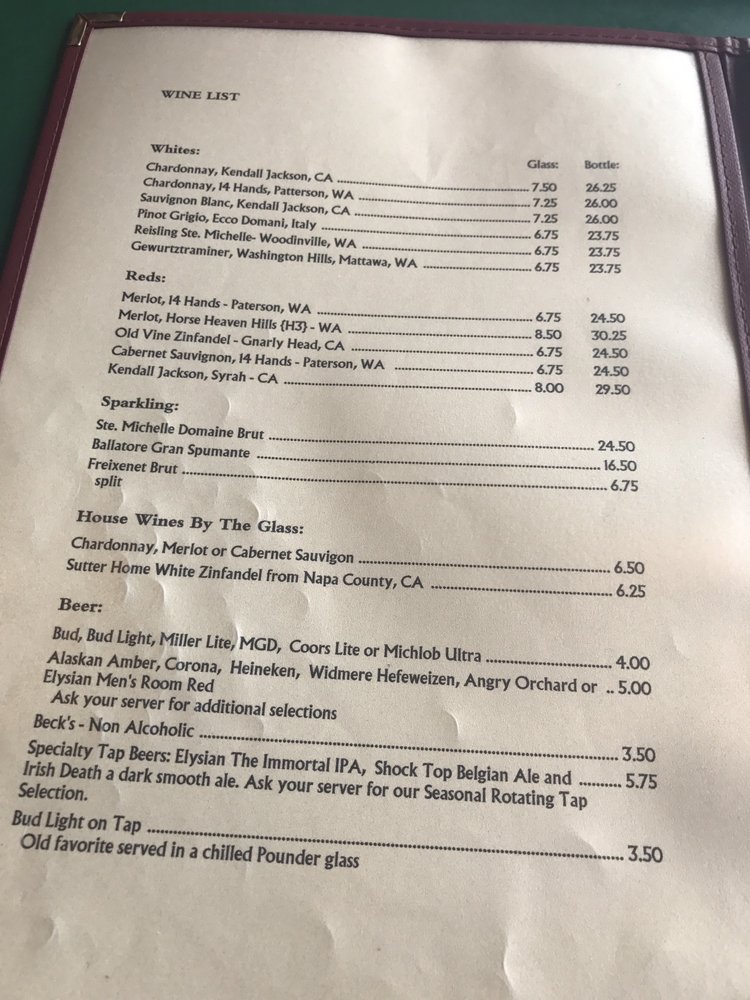 WINE LIST
Whites: Glass: Bottle:
Chardonnay, Kendall Jackson, CA 7.50 26.25
Chardonnay, 14 Hands, Patterson, WA 7.25 26.00
Sauvignon Blanc, Kendall Jackson, CA 7.25 26.00
Pinot Grigio, Ecco Domani, Italy 6.75 23.75
Reisling Ste. Michelle- Woodinville, WA 6.75 23.75
Gewurtztraminer, Washington Hills, Mattawa, WA 6.75 23.75
Reds:
Merlot, 14 Hands - Paterson, WA 6.75 24.50
Merlot, Horse Heaven Hills {H3} - WA 8.50 30.25
Old Vine Zinfandel - Gnarly Head, CA 6.75 24.50
Cabernet Sauvignon, 14 Hands - Paterson, WA 6.75 24.50
Kendall Jackson, Syrah - CA 8.00 29.50
Sparkling:
Ste. Michelle Domaine Brut 24.50
Ballatore Gran Spumante 16.50
Freixenet Brut 6.75
split
House Wines By The Glass:
Chardonnay, Merlot or Cabernet Sauvigon 6.50
Sutter Home White Zinfandel from Napa County, CA 6.25
Beer:
Bud, Bud Light, Miller Lite, MGD, Coors Lite or Michlob Ultra 4.00
Alaskan Amber, Corona, Heineken, Widmere Hefeweizen, Angry Orchard or .. 5.00
Elysian Men's Room Red
Ask your server for additional selections
Beck's - Non Alcoholic 3.50
Specialty Tap Beers: Elysian The Immortal IPA, Shock Top Belgian Ale and 5.75
Irish Death a dark smooth ale. Ask your server for our Seasonal Rotating Tap
Selection.
Bud Light on Tap 3.50
Old favorite served in a chilled Pounder glass